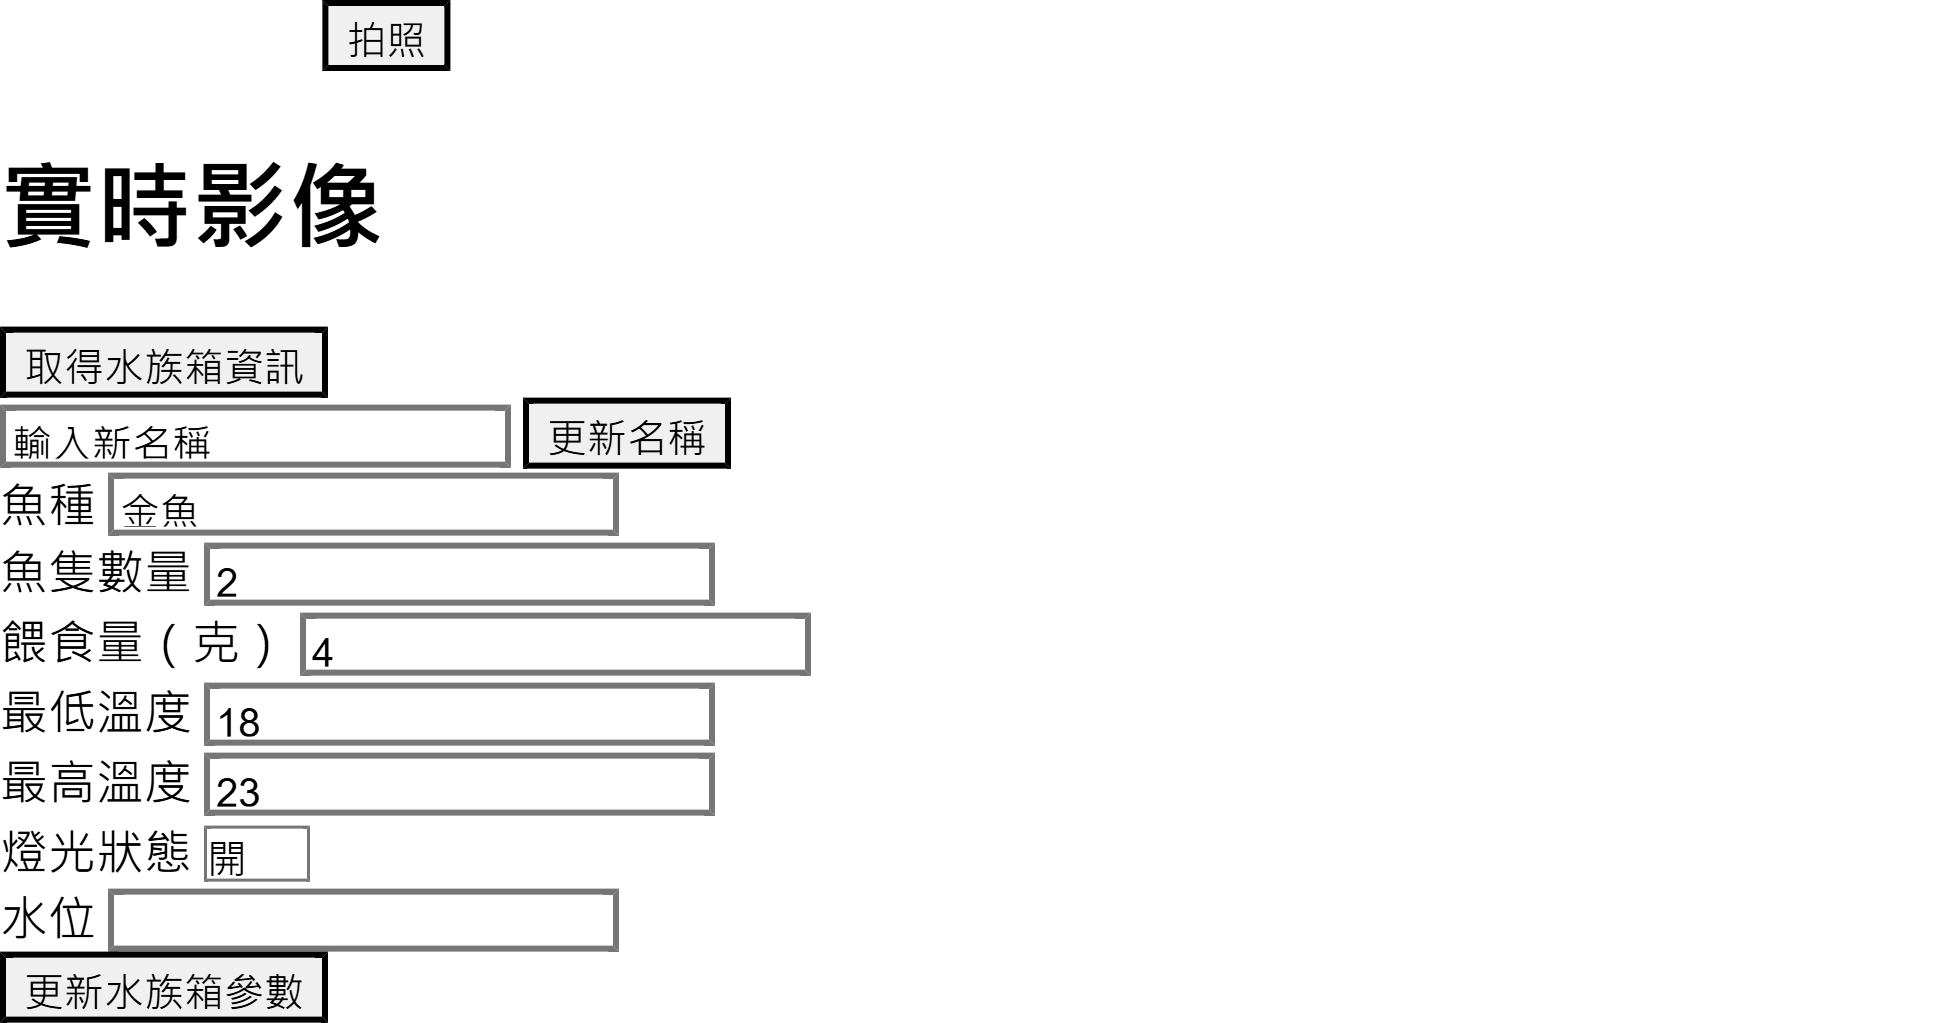 拍照
實時影像
取得水族箱資訊
輸入新名稱 更新名稱
魚種 金魚
魚隻數量 2
餵食量（克） 4
最低溫度 18
最高溫度 23
燈光狀態 開
水位
更新水族箱參數